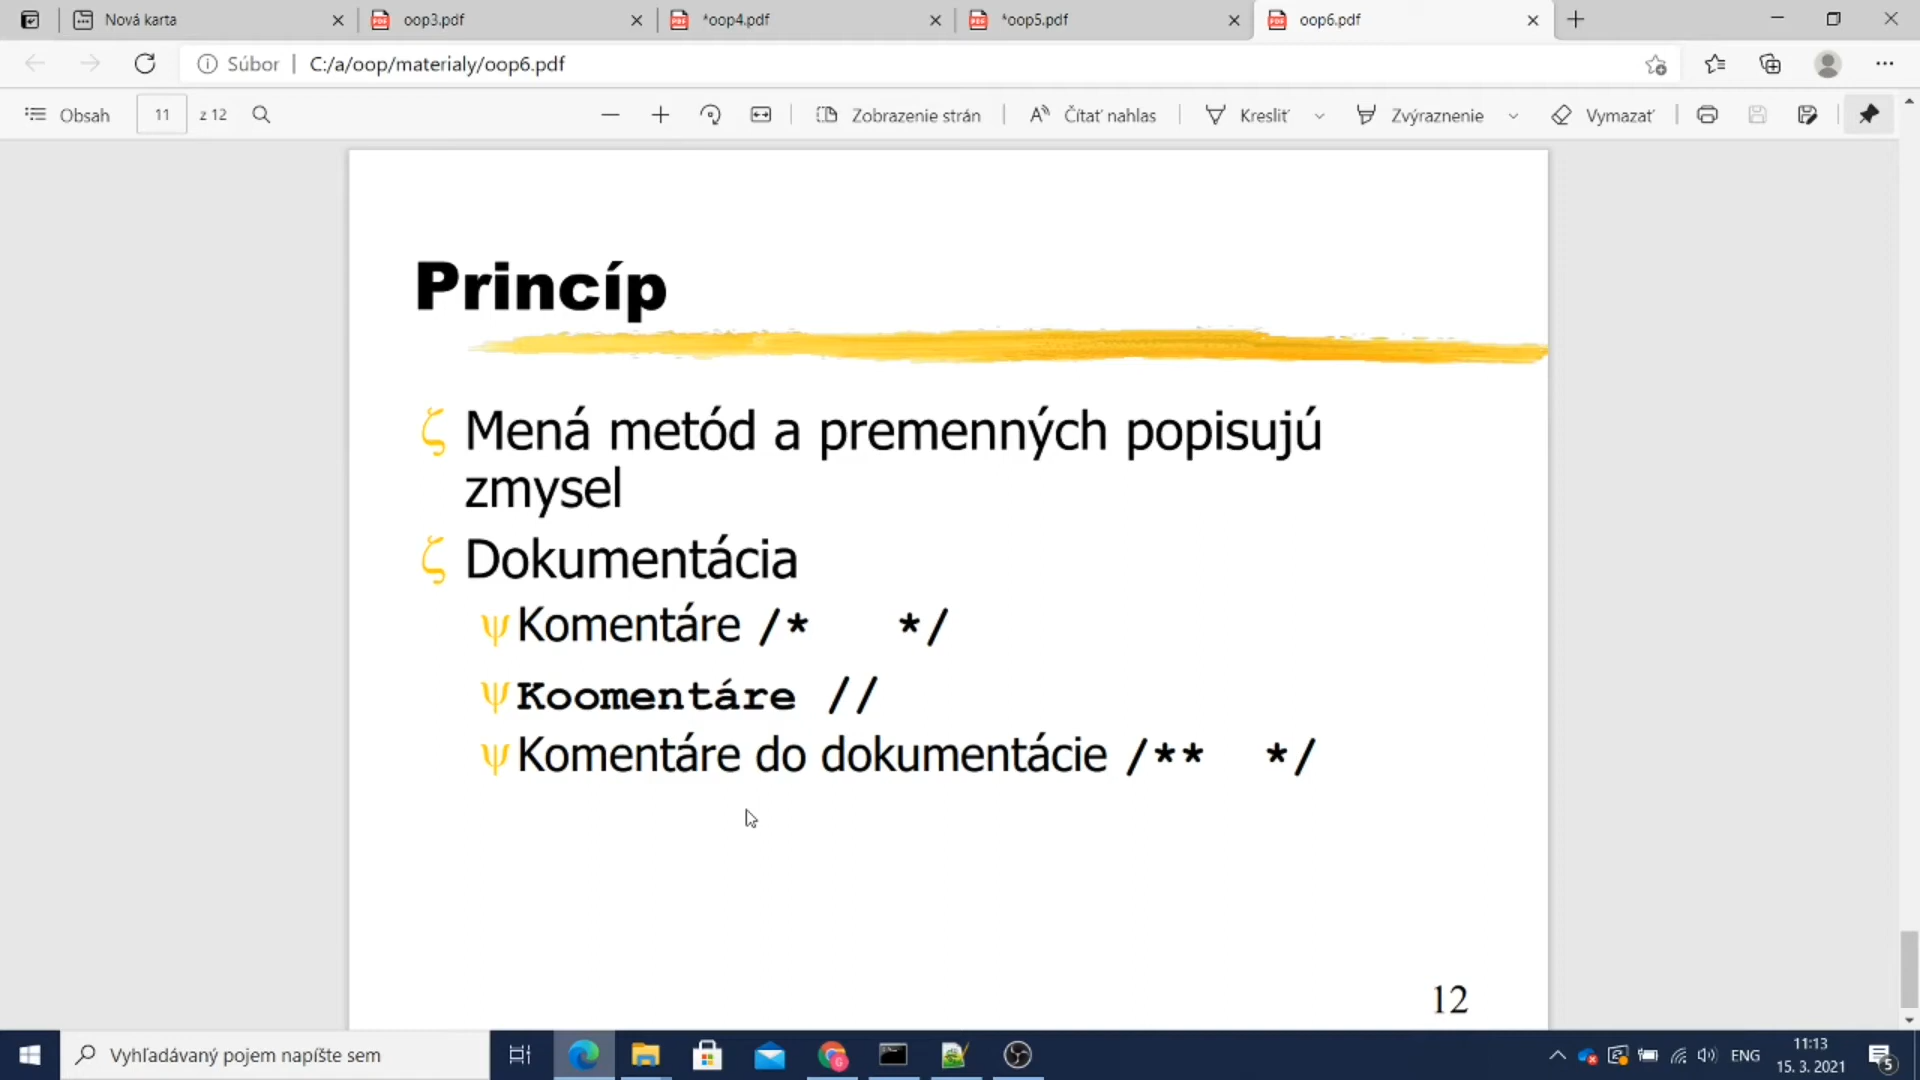 Nová karta
oop3.pdf
*oop4.pdf
*oop5.pdf
oop6.pdf
Súbor | C:/a/oop/materialy/oop6.pdf
Obsah
11 z 12
Zobrazenie strán
Čítať nahlas
Kresliť
Zvýraznenie
Vymazať
Princíp
ζ Mená metód a premenných popisujú
zmysel
ζ Dokumentácia
ψ Komentáre /* */
ψ Koomentáre //
ψ Komentáre do dokumentácie /** */
12
Vyhľadávaný pojem napíšte sem
ENG
11:13
15. 3. 2021
5